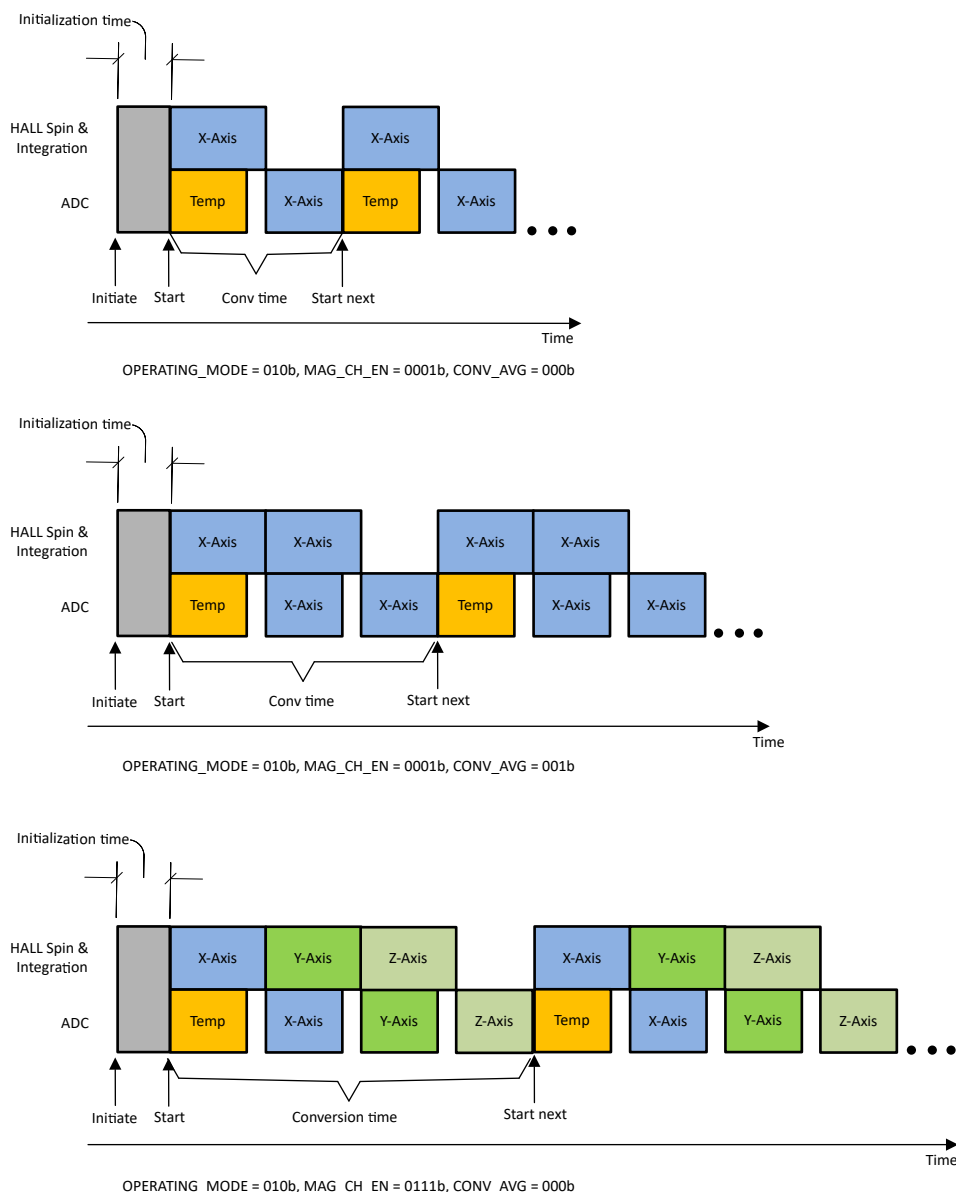 Initialization time
HALL Spin &
Integration
X-Axis
X-Axis
ADC
Temp
X-Axis
Temp
X-Axis
Initiate
Start
Conv time
Start next
Time
OPERATING_MODE = 010b, MAG_CH_EN = 0001b, CONV_AVG = 000b
Initialization time
HALL Spin &
Integration
X-Axis
X-Axis
X-Axis
X-Axis
ADC
Temp
X-Axis
X-Axis
Temp
X-Axis
X-Axis
Initiate
Start
Conv time
Start next
Time
OPERATING_MODE = 010b, MAG_CH_EN = 0001b, CONV_AVG = 001b
Initialization time
HALL Spin &
Integration
X-Axis
Y-Axis
Z-Axis
X-Axis
Y-Axis
Z-Axis
ADC
Temp
X-Axis
Y-Axis
Z-Axis
Temp
X-Axis
Y-Axis
Z-Axis
Initiate
Start
Conversion time
Start next
Time
OPERATING_MODE = 010b, MAG_CH_EN = 0111b, CONV_AVG = 000b